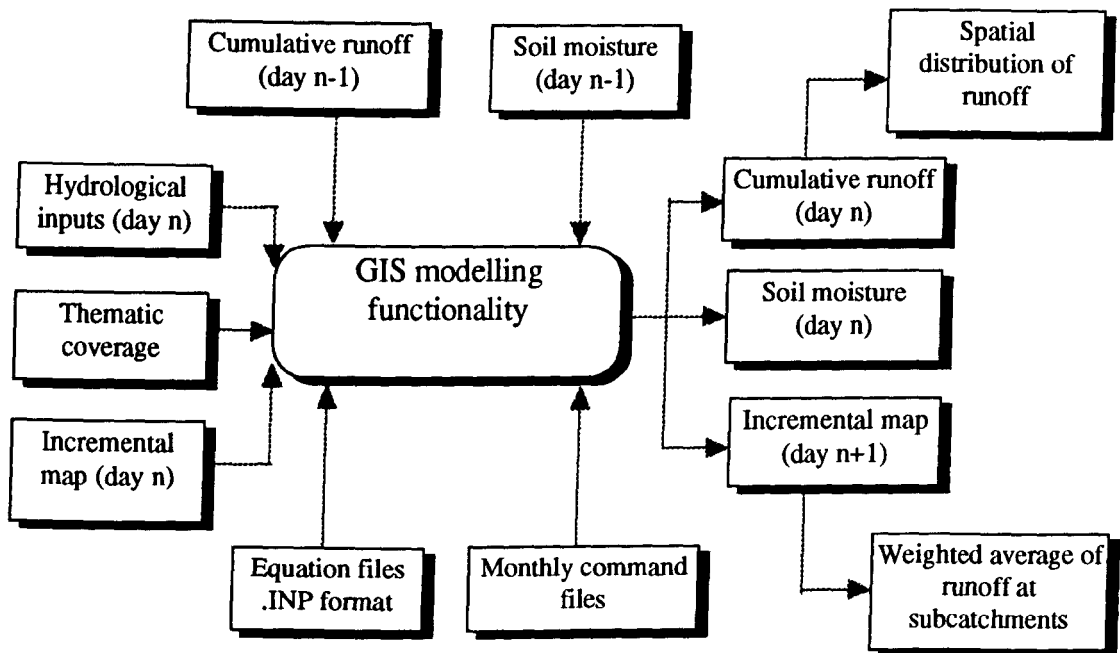 Cumulative runoff
(day n-1)
Soil moisture
(day n-1)
Spatial
distribution of
runoff
Hydrological
inputs (day n)
Thematic
coverage
Incremental
map (day n)
GIS modelling
functionality
Cumulative runoff
(day n)
Soil moisture
(day n)
Incremental map
(day n+1)
Equation files
.INP format
Monthly command
files
Weighted average of
runoff at
subcatchments